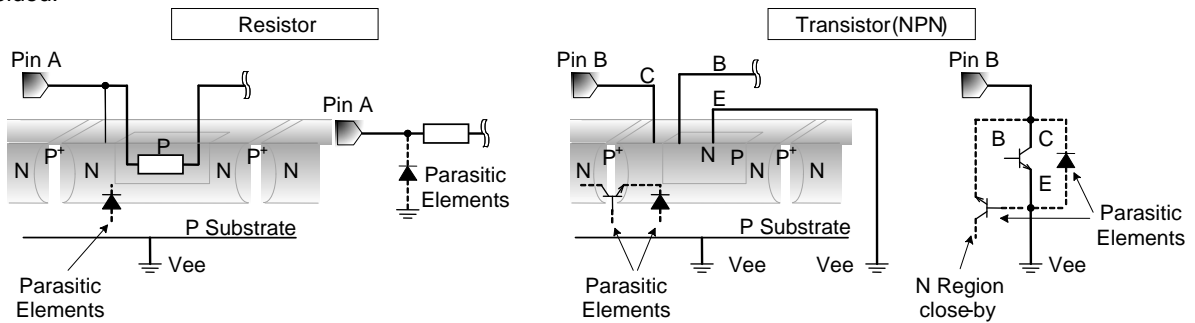 Resistor
Transistor(NPN)
Pin A
Pin A
Pin B
C
B
E
Pin B
N
P+
N
P
P+
N
Parasitic
Elements
N
P+
N
P
P+
N
B
C
E
P Substrate
P Substrate
Parasitic
Elements
Vee
Parasitic
Elements
Vee
Vee
Vee
Parasitic
Elements
N Region
close-by